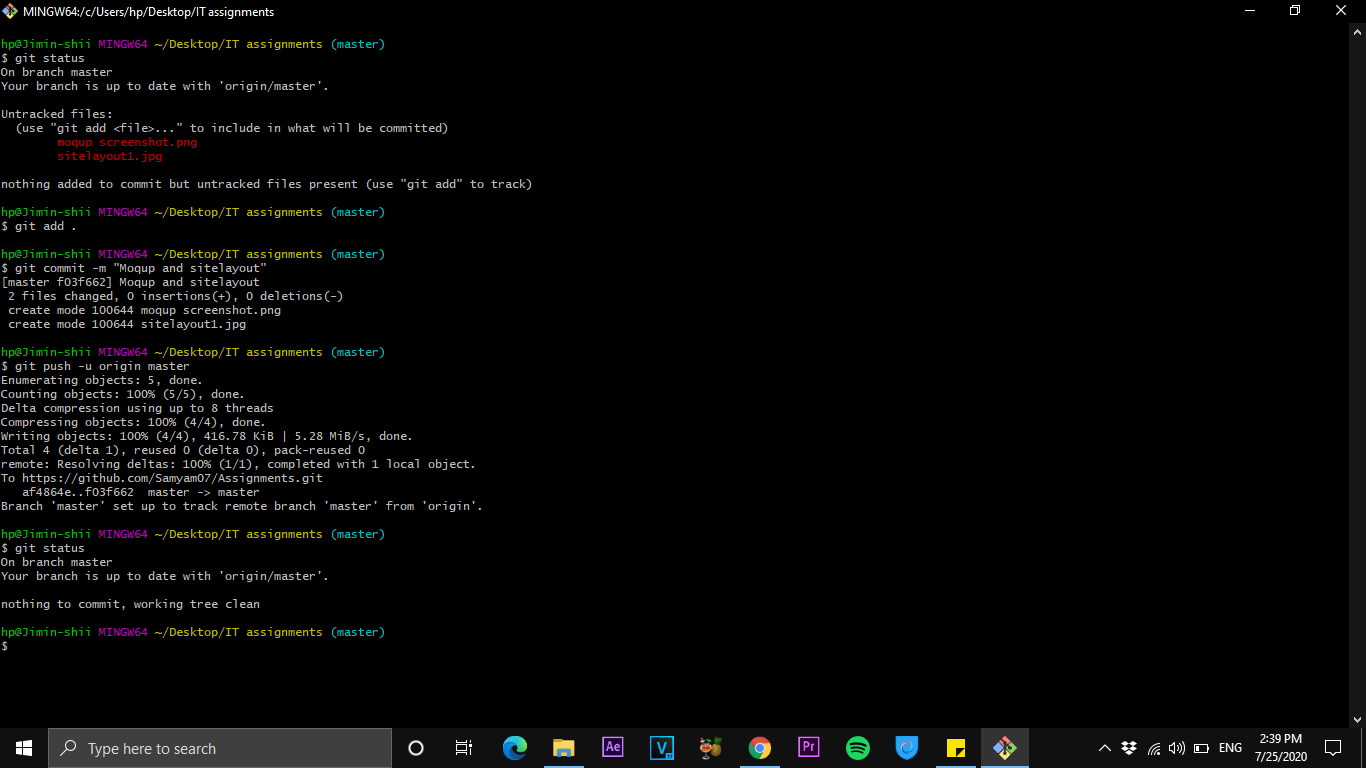 MINGW64:/c/Users/hp/Desktop/IT assignments
hp@Jimin-shii MINGW64 ~/Desktop/IT assignments (master)
$ git status
On branch master
Your branch is up to date with 'origin/master'.
Untracked files:
  (use "git add <file>..." to include in what will be committed)
        moqup screenshot.png
        sitelayout1.jpg
nothing added to commit but untracked files present (use "git add" to track)
hp@Jimin-shii MINGW64 ~/Desktop/IT assignments (master)
$ git add .
hp@Jimin-shii MINGW64 ~/Desktop/IT assignments (master)
$ git commit -m "Moqup and sitelayout"
[master f03f662] Moqup and sitelayout
 2 files changed, 0 insertions(+), 0 deletions(-)
 create mode 100644 moqup screenshot.png
 create mode 100644 sitelayout1.jpg
hp@Jimin-shii MINGW64 ~/Desktop/IT assignments (master)
$ git push -u origin master
Enumerating objects: 5, done.
Counting objects: 100% (5/5), done.
Delta compression using up to 8 threads
Compressing objects: 100% (4/4), done.
Writing objects: 100% (4/4), 416.78 KiB | 5.28 MiB/s, done.
Total 4 (delta 1), reused 0 (delta 0), pack-reused 0
remote: Resolving deltas: 100% (1/1), completed with 1 local object.
To https://github.com/Samyam07/Assignments.git
   af4864e..f03f662  master -> master
Branch 'master' set up to track remote branch 'master' from 'origin'.
hp@Jimin-shii MINGW64 ~/Desktop/IT assignments (master)
$ git status
On branch master
Your branch is up to date with 'origin/master'.
nothing to commit, working tree clean
hp@Jimin-shii MINGW64 ~/Desktop/IT assignments (master)
$
Type here to search
Ae
V
Pr
ENG
2:39 PM
7/25/2020